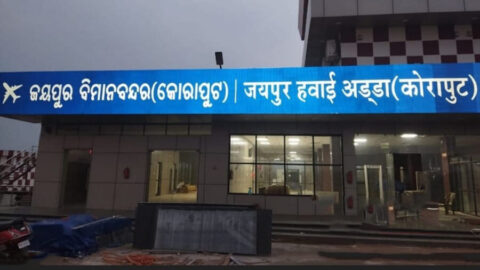 ଜୟପୁର ବିମାନବନ୍ଦର(କୋରାପୁଟ) | जयपुर हवाई अड्डा(कोरापुट)